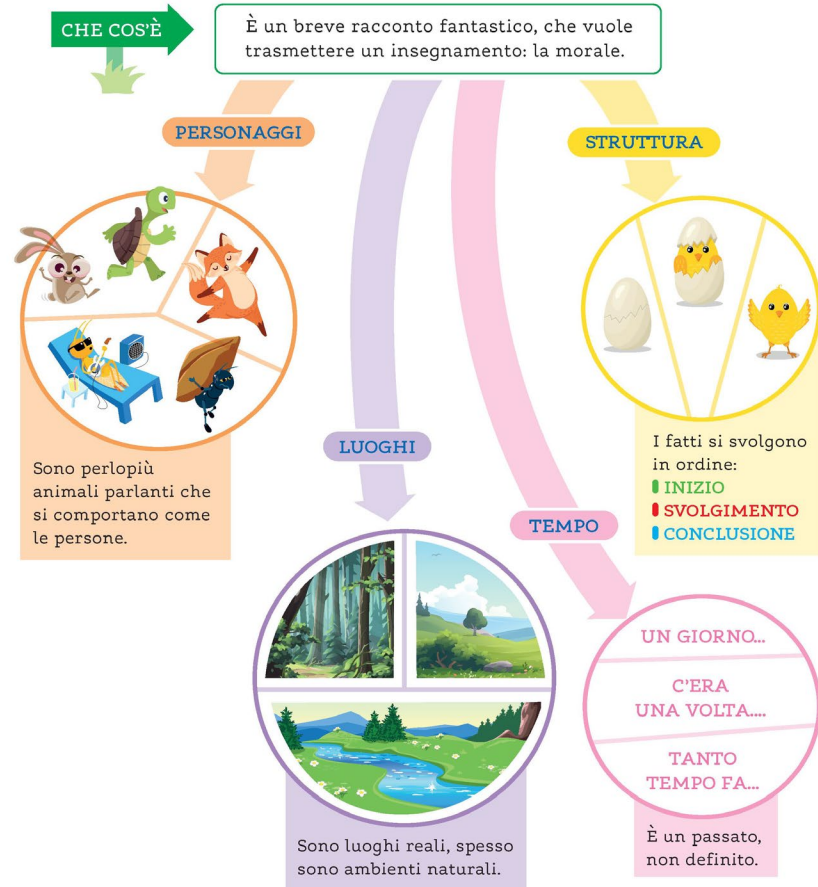 CHE COS'È
È un breve racconto fantastico, che vuole
trasmettere un insegnamento: la morale.
PERSONAGGI
Sono perlopiù
animali parlanti che
si comportano come
le persone.
LUOGHI
Sono luoghi reali, spesso
sono ambienti naturali.
TEMPO
UN GIORNO...
C'ERA
UNA VOLTA....
TANTO
TEMPO FA...
È un passato,
non definito.
STRUTTURA
I fatti si svolgono
in ordine:
INIZIO
SVOLGIMENTO
CONCLUSIONE